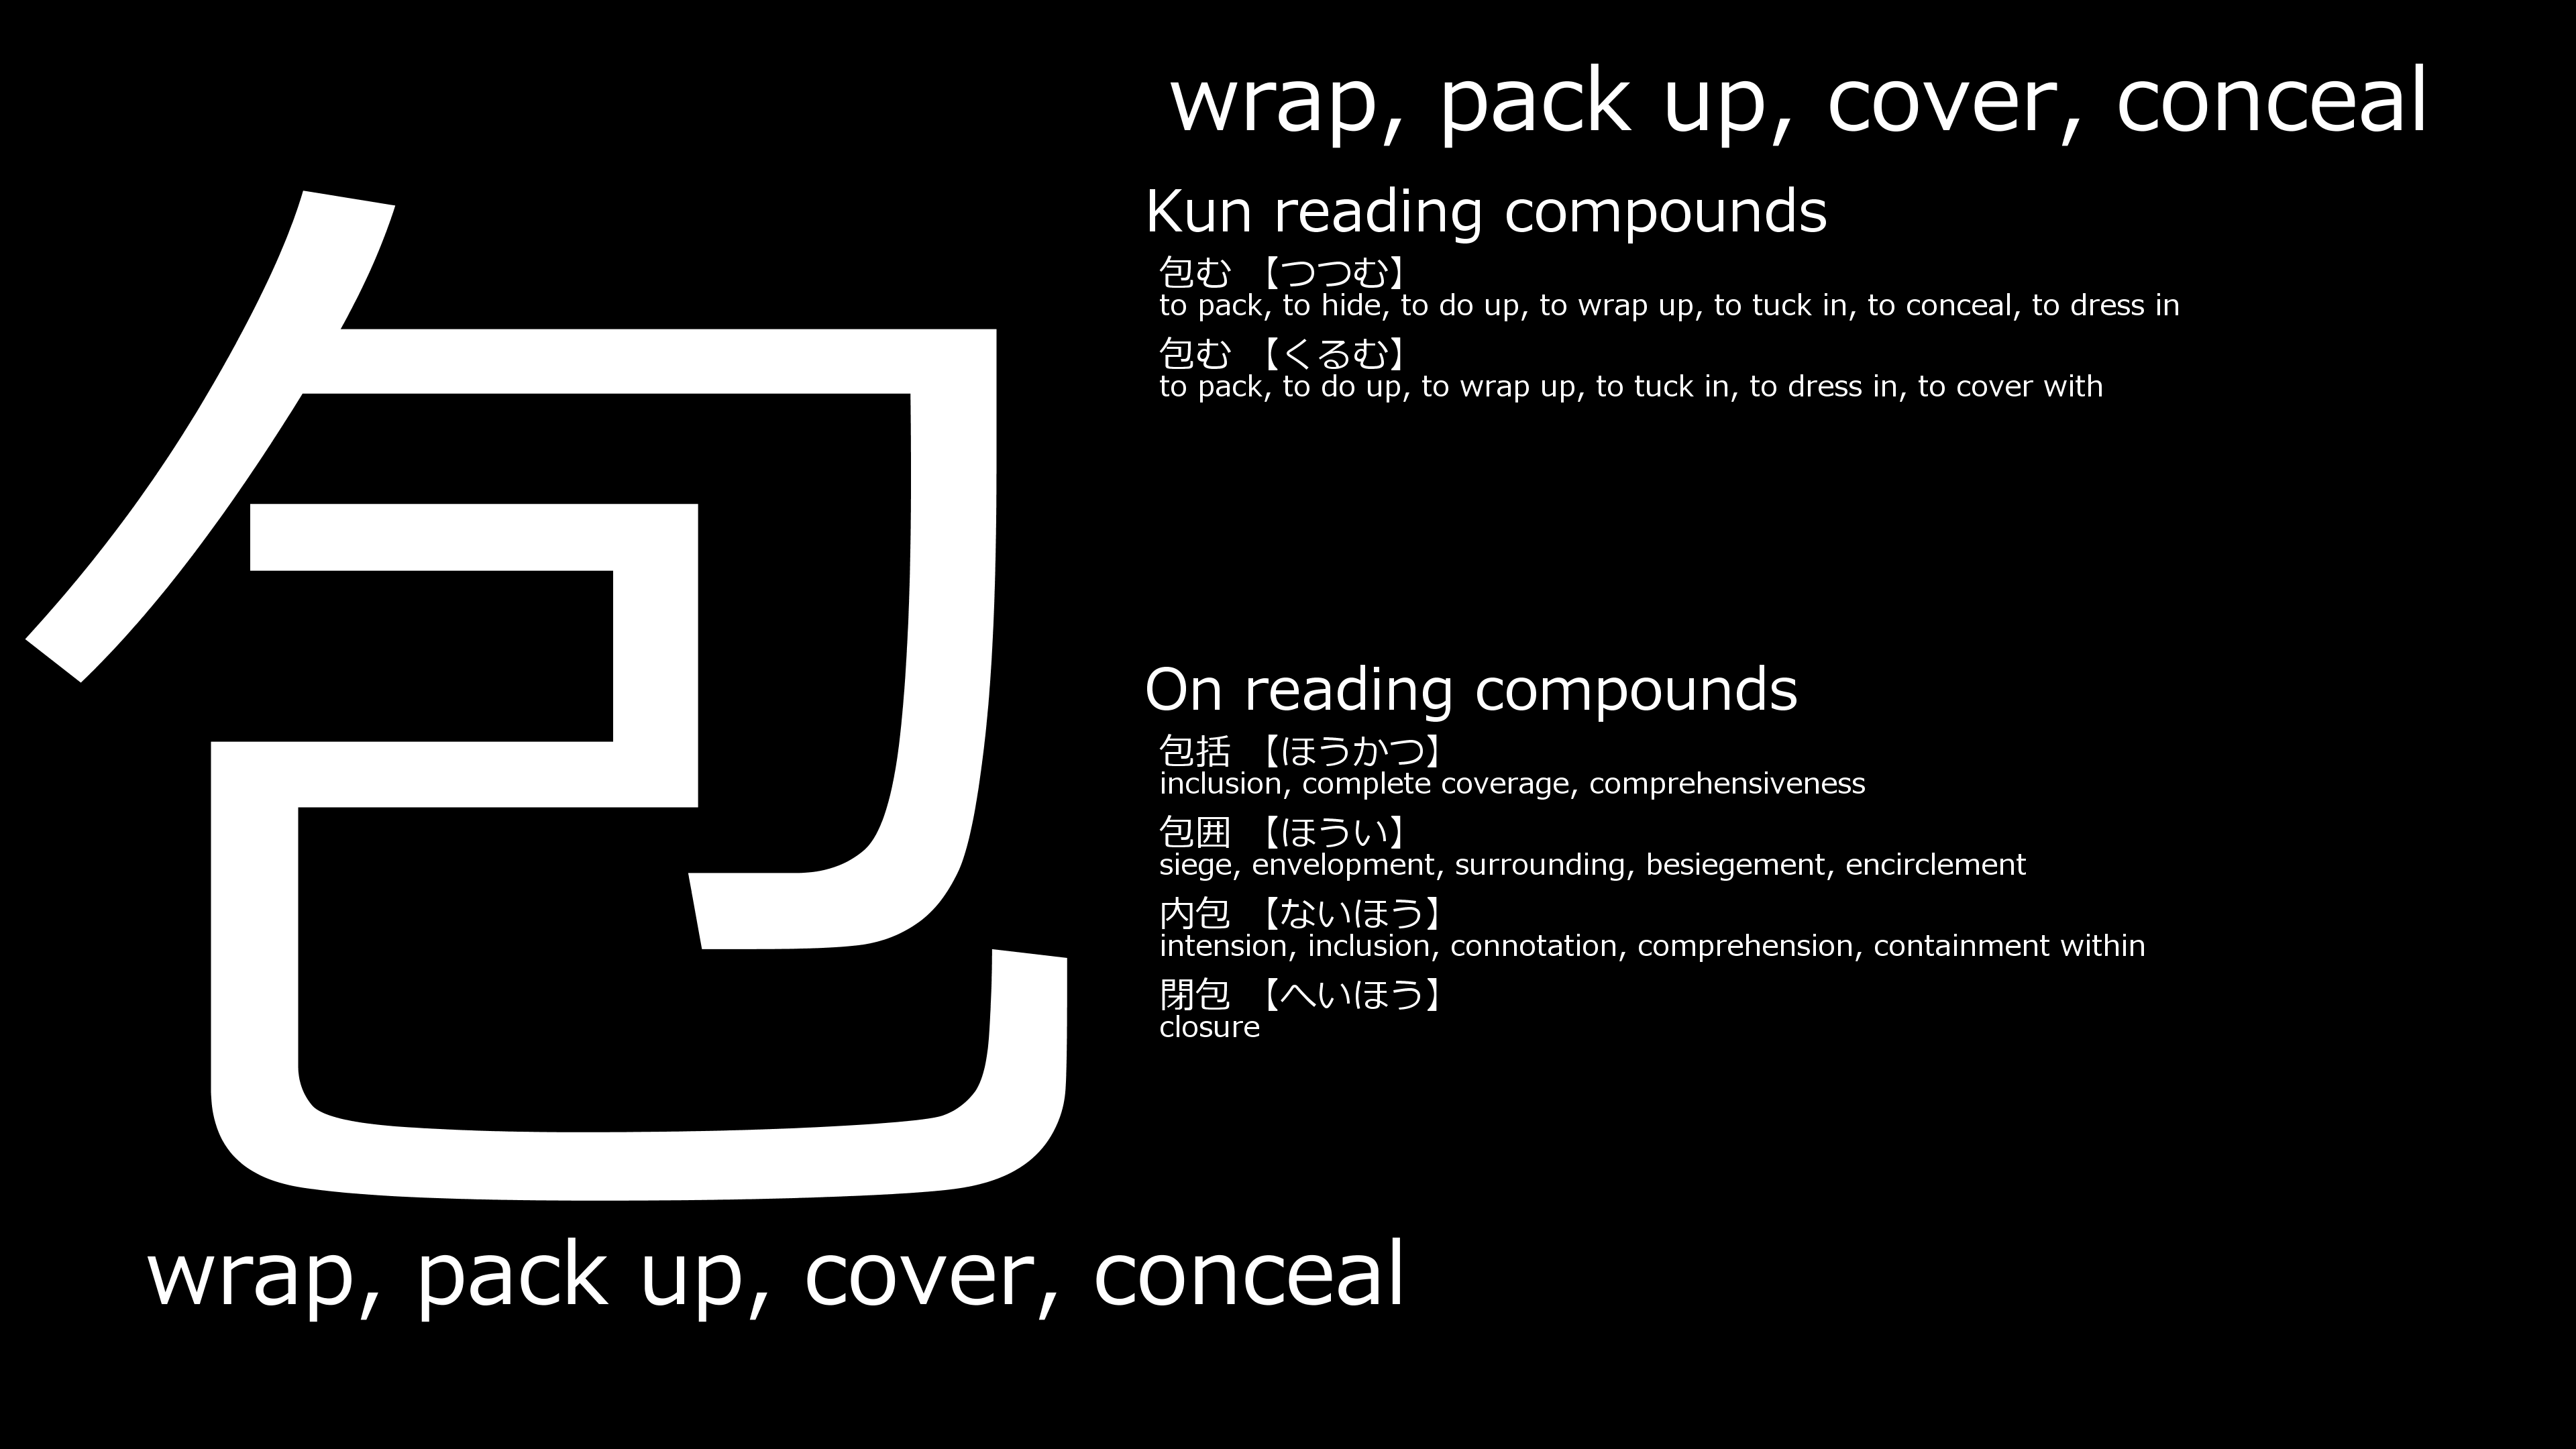 包
wrap, pack up, cover, conceal
wrap, pack up, cover, conceal
Kun reading compounds
包む 【つつむ】
to pack, to hide, to do up, to wrap up, to tuck in, to conceal, to dress in
包む 【くるむ】
to pack, to do up, to wrap up, to tuck in, to dress in, to cover with
On reading compounds
包括 【ほうかつ】
inclusion, complete coverage, comprehensiveness
包囲 【ほうい】
siege, envelopment, surrounding, besiegement, encirclement
内包 【ないほう】
intension, inclusion, connotation, comprehension, containment within
閉包 【へいほう】
closure